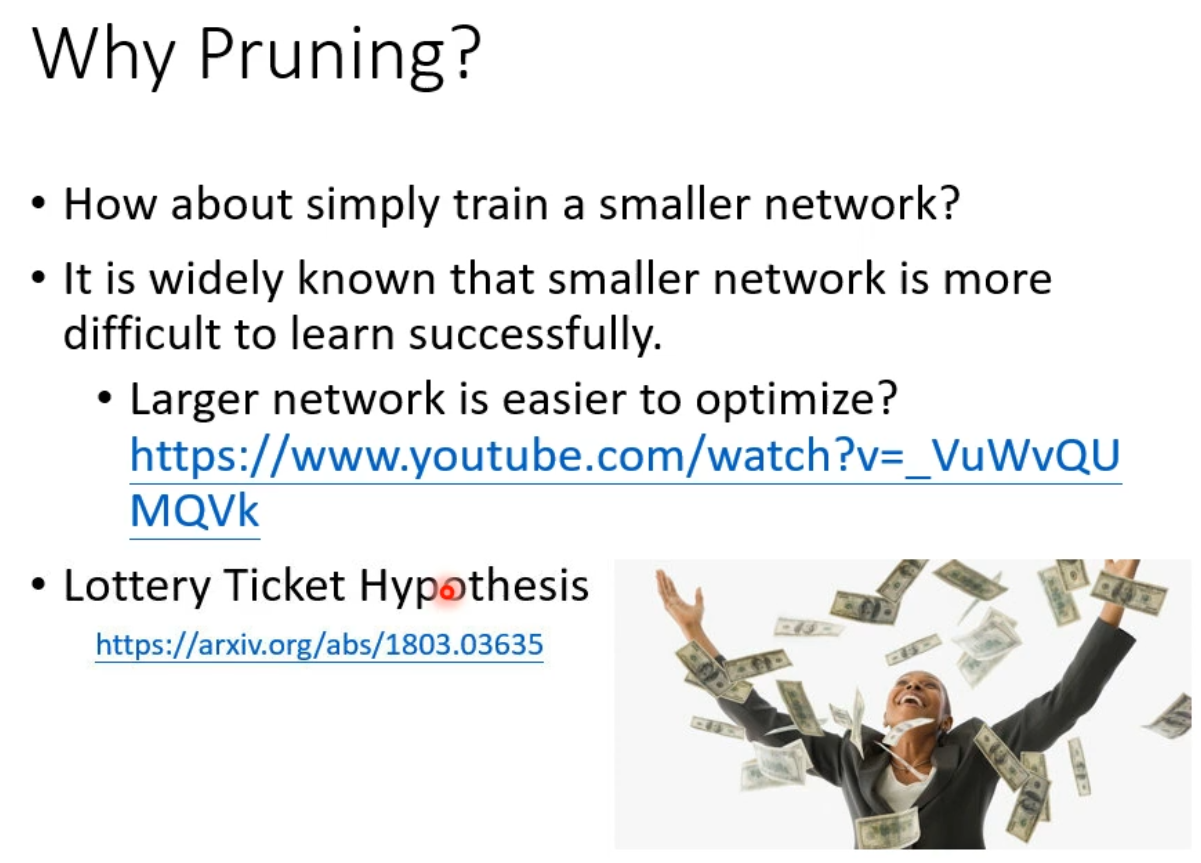 Why Pruning?
• How about simply train a smaller network?
• It is widely known that smaller network is more
difficult to learn successfully.
• Larger network is easier to optimize?
https://www.youtube.com/watch?v=_VuWvQU
MQVk
• Lottery Ticket Hypothesis
https://arxiv.org/abs/1803.03635